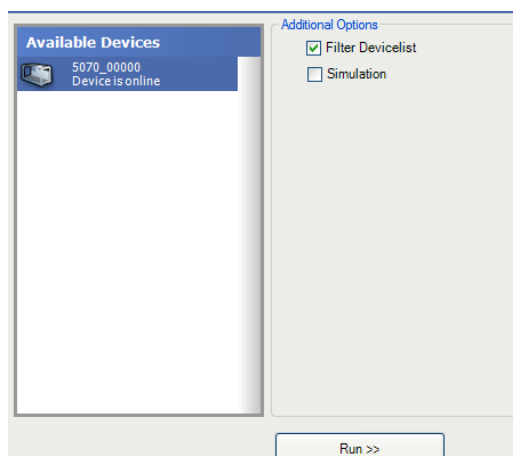 Available Devices
5070_00000
Device is online
Additional Options
Filter Devicelist
Simulation
Run >>